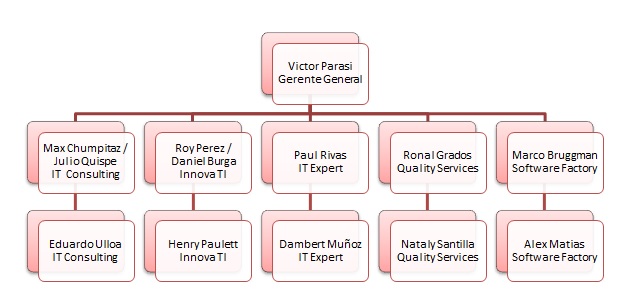 Victor Parasi
Gerente General
Max Chumpitaz /
Julio Quispe
IT Consulting
Roy Perez /
Daniel Burga
Innova TI
Paul Rivas
IT Expert
Ronal Grados
Quality Services
Marco Bruggman
Software Factory
Eduardo Ulloa
IT Consulting
Henry Paulett
Innova TI
Dambert Muñoz
IT Expert
Nataly Santilla
Quality Services
Alex Matias
Software Factory